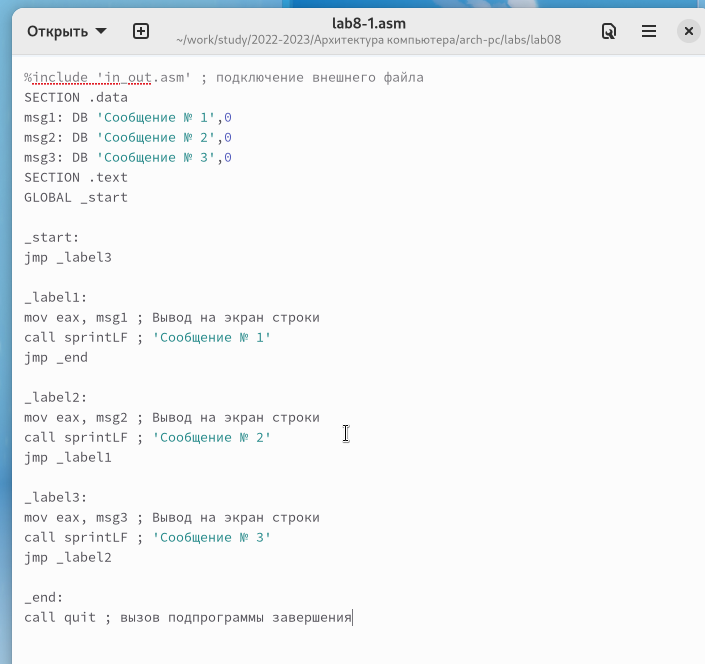 Открыть
lab8-1.asm
~/work/study/2022-2023/Архитектура компьютера/arch-pc/labs/lab08
%include 'in_out.asm' ; подключение внешнего файла
SECTION .data
msg1: DB 'Сообщение № 1',0
msg2: DB 'Сообщение № 2',0
msg3: DB 'Сообщение № 3',0
SECTION .text
GLOBAL _start
_start:
jmp _label3
_label1:
mov eax, msg1 ; Вывод на экран строки
call sprintLF ; 'Сообщение № 1'
jmp _end
_label2:
mov eax, msg2 ; Вывод на экран строки
call sprintLF ; 'Сообщение № 2'
jmp _label1
_label3:
mov eax, msg3 ; Вывод на экран строки
call sprintLF ; 'Сообщение № 3'
jmp _label2
_end:
call quit ; вызов подпрограммы завершения